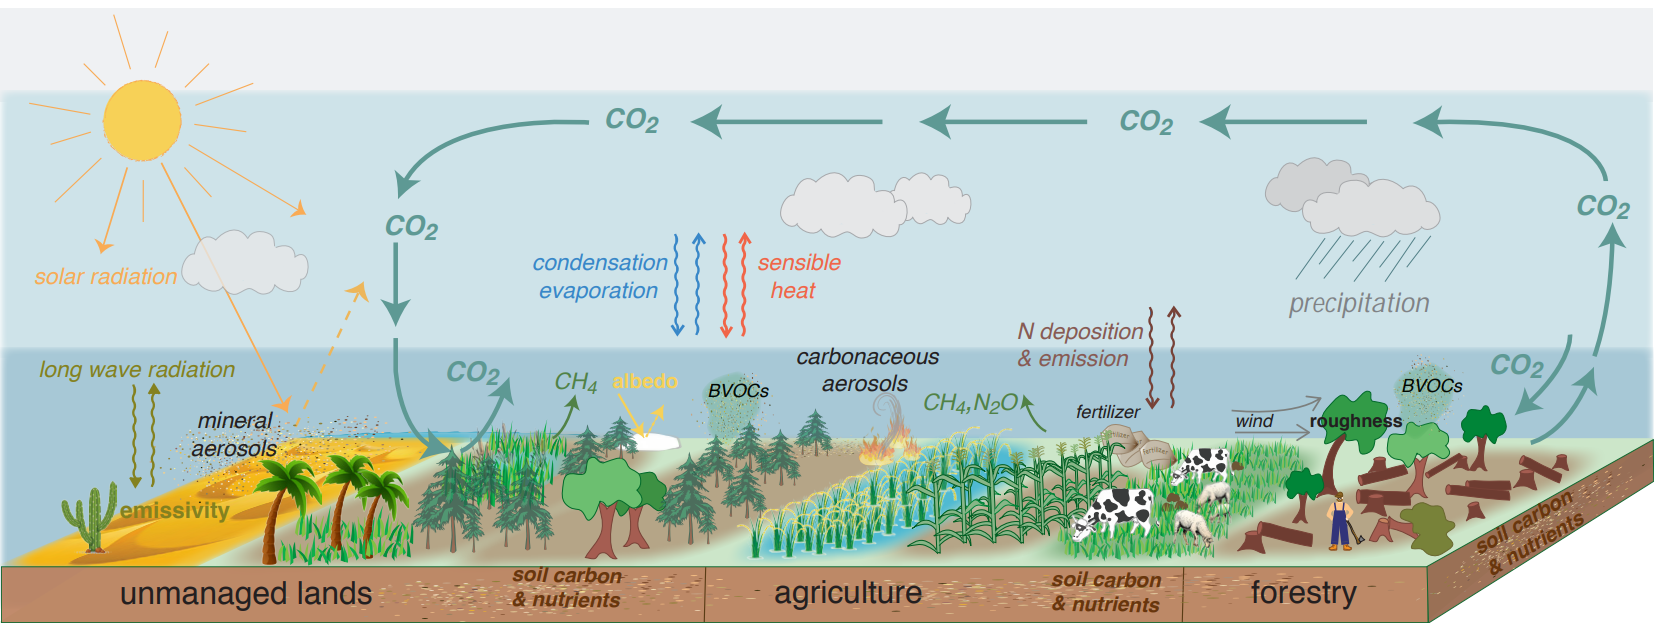 CO2
CO2
CO2
CO2
solar radiation
condensation
evaporation
sensible
heat
precipitation
N deposition
& emission
long wave radiation
CO2
CH4
albedo
BVOCs
carbonaceous
aerosols
CH4,N2O
fertilizer
wind
roughness
BVOCs
CO2
mineral
aerosols
fertilizer
fertilizer
emissivity
unmanaged lands
soil carbon
& nutrients
agriculture
soil carbon
& nutrients
forestry
soil carbon
& nutrients